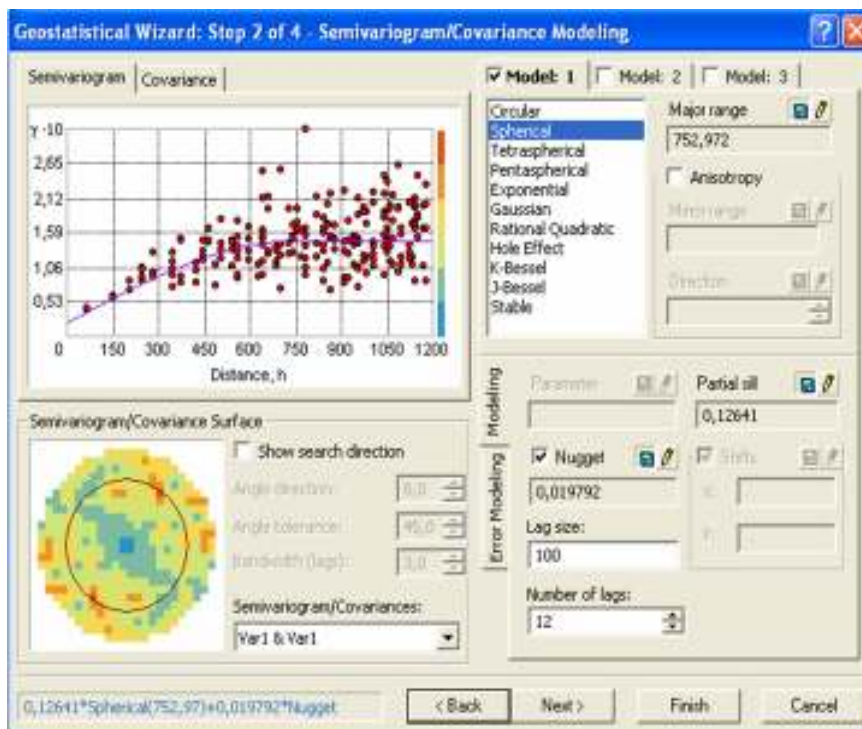 Geostatistical Wizard: Step 2 of 4 - Semivariogram/Covariance Modeling
Semivariogram Covariance
γ ·10
2,65
2,12
1,59
1,06
0,53
0 150 300 450 600 750 900 1050 1200
Distance, h
Model: 1 Model: 2 Model: 3
Circular
Spherical
Tetraspherical
Pentaspherical
Exponential
Gaussian
Rational Quadratic
Hole Effect
K-Bessel
J-Bessel
Stable
Major range
752,972
Anisotropy
Minor range
Direction
Semivariogram/Covariance Surface
Show search direction
Angle direction:
Angle tolerance: 45,0
Bandwidth (lags): 3,0
Semivariogram/Covariances:
Var1 & Var1
Modeling
Error Modeling
Parameter
Partial sill
0,12641
Nugget
0,019792
Shifts
Lag size:
100
Number of lags:
12
0,12641*Spherical(752,97)+0,019792*Nugget
< Back Next > Finish Cancel